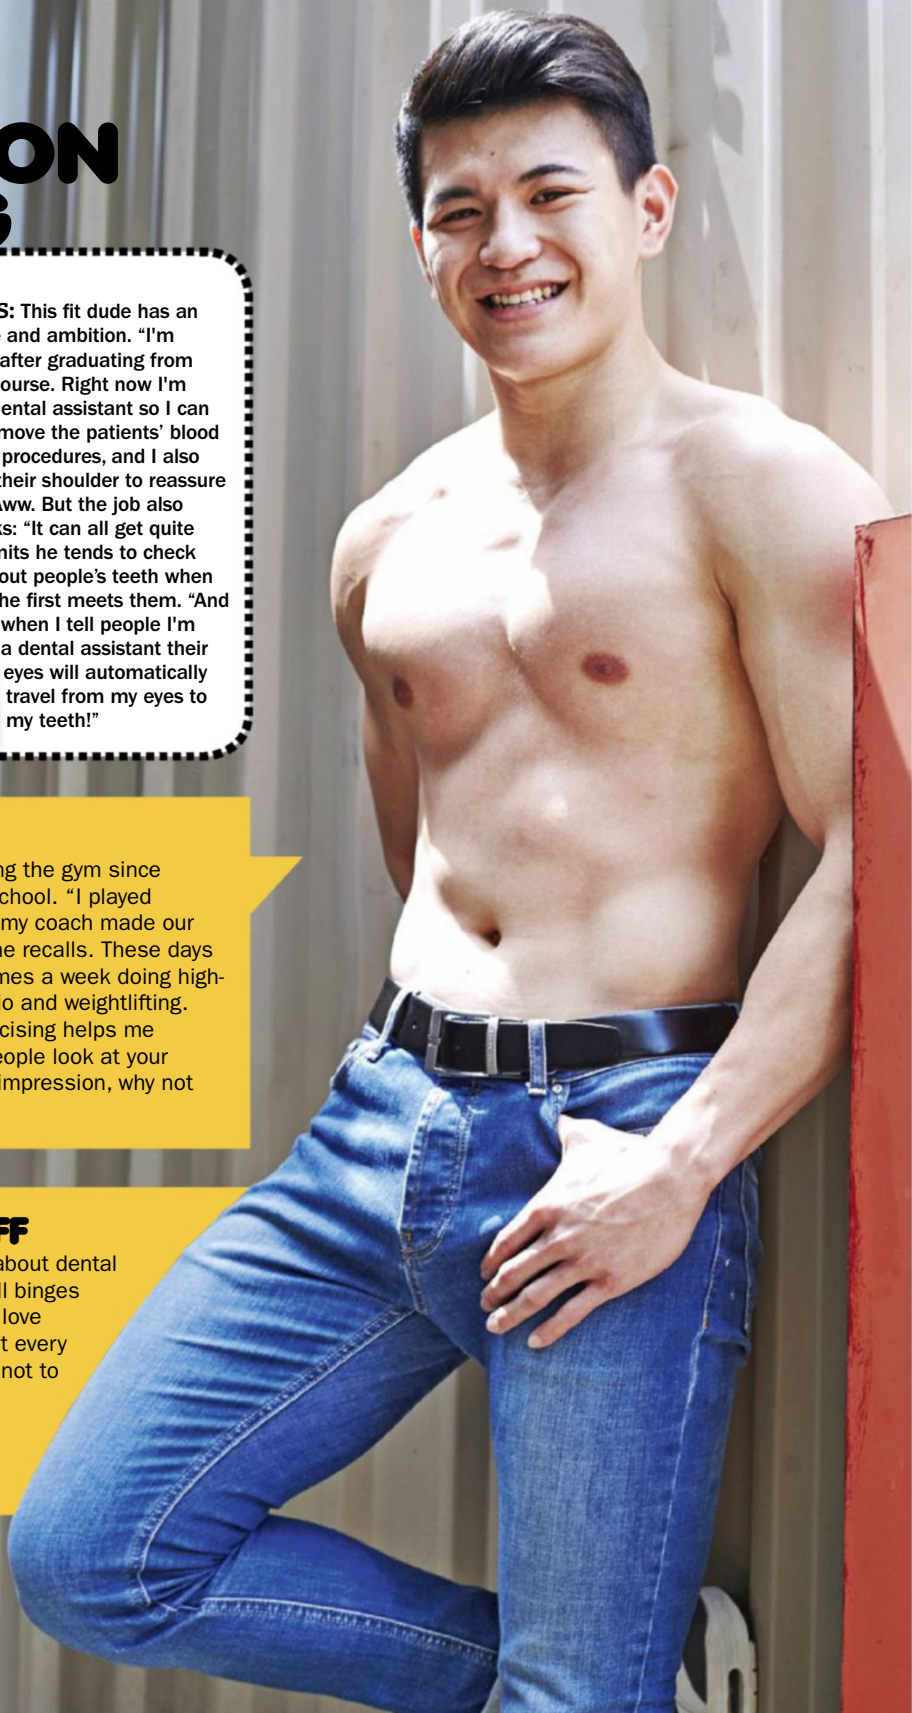 ON
G
S: This fit dude has an
and ambition. “I'm
after graduating from
ourse. Right now I'm
ental assistant so I can
move the patients’ blood
procedures, and I also
their shoulder to reassure
ww. But the job also
ks: “It can all get quite
mits he tends to check
out people’s teeth when
he first meets them. “And
when I tell people I'm
a dental assistant their
eyes will automatically
travel from my eyes to
my teeth!”
ng the gym since
chool. “I played
my coach made our
he recalls. These days
mes a week doing high-
io and weightlifting.
cising helps me
eople look at your
impression, why not
FF
about dental
ll binges
love
t every
not to